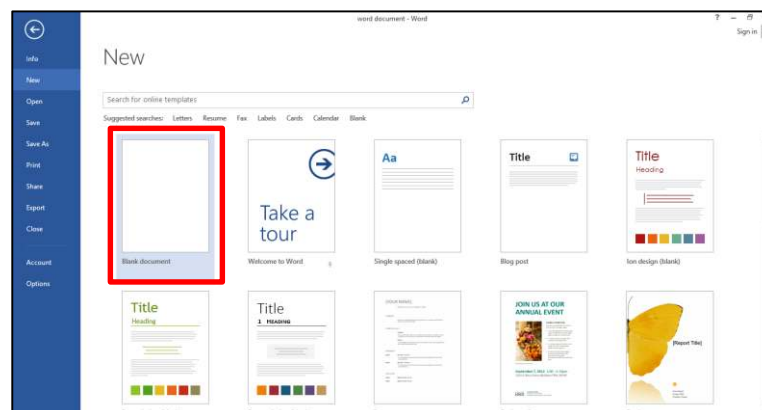 word document - Word
Sign in
Info
New
Open
Save
Save As
Print
Share
Export
Close
Account
Options
New
Search for online templates
Suggested searches: Letters Resume Fax Labels Cards Calendar Blank
Take a
tour
Aa
Title
Title
Heading
Blank document
Welcome to Word
Single spaced (blank)
Blog post
Ion design (blank)
Title
Heading
Title
1 HEADING
JOIN US AT OUR
ANNUAL EVENT
[Report Title]